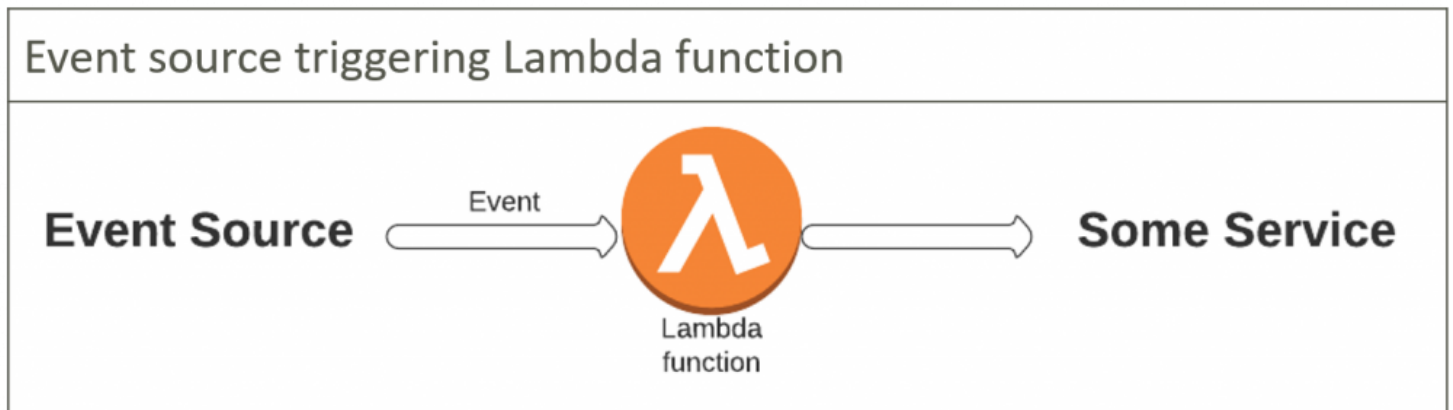 Event source triggering Lambda function
Event
Event Source
Some Service
Lambda
function